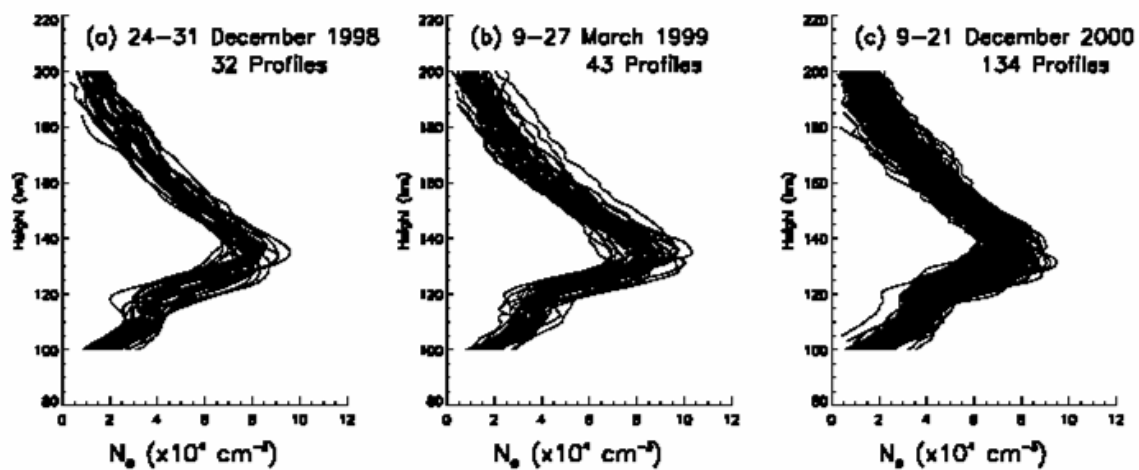 (a) 24-31 December 1998
32 Profiles
220
200
180
160
140
120
100
80
Height (km)
0 2 4 6 8 10 12
Nₑ (x10⁴ cm⁻³)
(b) 9-27 March 1999
43 Profiles
220
200
180
160
140
120
100
80
Height (km)
0 2 4 6 8 10 12
Nₑ (x10⁴ cm⁻³)
(c) 9-21 December 2000
134 Profiles
220
200
180
160
140
120
100
80
Height (km)
0 2 4 6 8 10 12
Nₑ (x10⁴ cm⁻³)